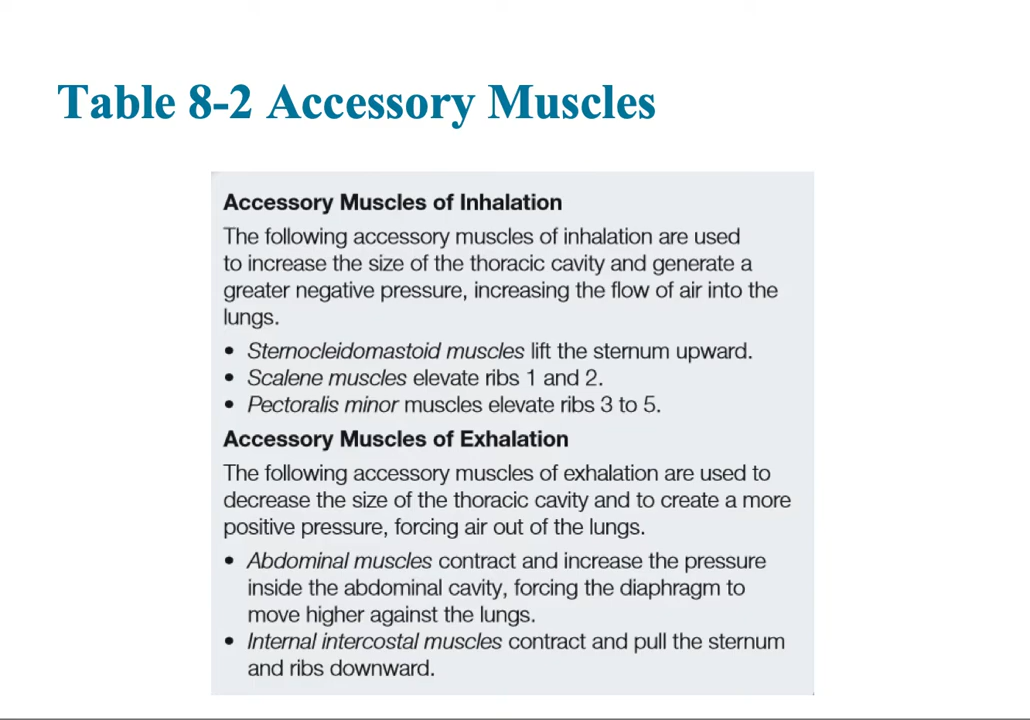 Table 8-2 Accessory Muscles
Accessory Muscles of Inhalation
The following accessory muscles of inhalation are used
to increase the size of the thoracic cavity and generate a
greater negative pressure, increasing the flow of air into the
lungs.
• Sternocleidomastoid muscles lift the sternum upward.
• Scalene muscles elevate ribs 1 and 2.
• Pectoralis minor muscles elevate ribs 3 to 5.
Accessory Muscles of Exhalation
The following accessory muscles of exhalation are used to
decrease the size of the thoracic cavity and to create a more
positive pressure, forcing air out of the lungs.
• Abdominal muscles contract and increase the pressure
inside the abdominal cavity, forcing the diaphragm to
move higher against the lungs.
• Internal intercostal muscles contract and pull the sternum
and ribs downward.